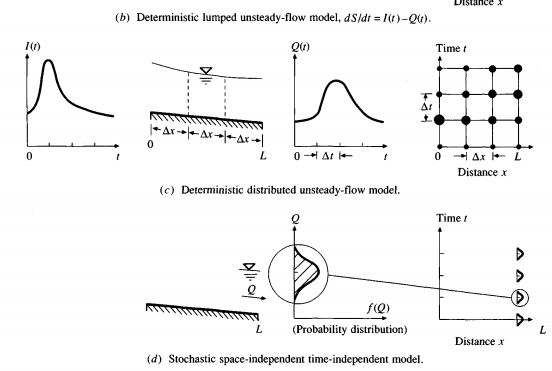 Distance x
(b) Deterministic lumped unsteady-flow model, dS/dt = I(t)−Q(t).
I(t)
Q(t)
Time t
Δt
Δx
Δx
Δx
0
t
0
L
0
Δt
t
0
Δx
L
Distance x
(c) Deterministic distributed unsteady-flow model.
Q
Time t
Q
L
f(Q)
(Probability distribution)
L
Distance x
(d) Stochastic space-independent time-independent model.